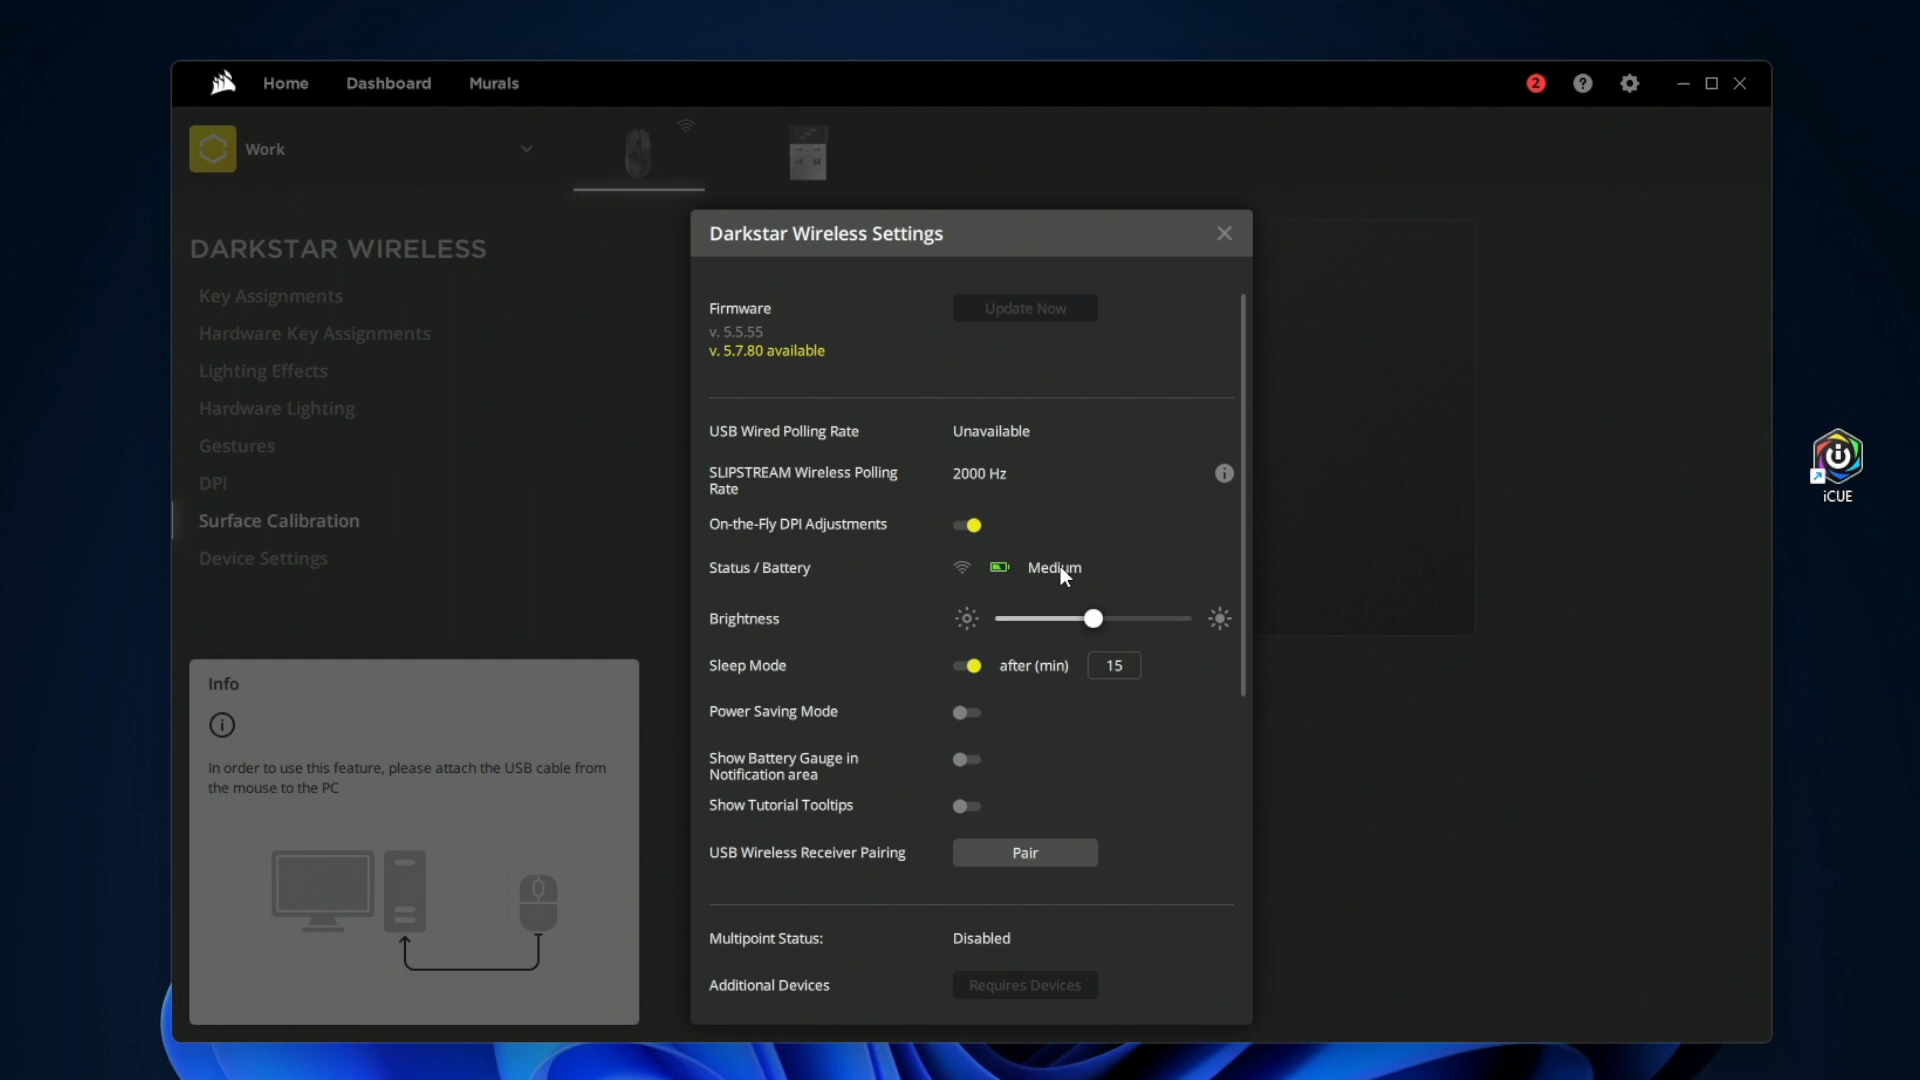 Home
Dashboard
Murals
2
?
Work
DARKSTAR WIRELESS
Key Assignments
Hardware Key Assignments
Lighting Effects
Hardware Lighting
Gestures
DPI
Surface Calibration
Device Settings
Info
In order to use this feature, please attach the USB cable from
the mouse to the PC
Darkstar Wireless Settings
Firmware
Update Now
v. 5.5.55
v. 5.7.80 available
USB Wired Polling Rate
Unavailable
SLIPSTREAM Wireless Polling
Rate
2000 Hz
On-the-Fly DPI Adjustments
Status / Battery
Medium
Brightness
Sleep Mode
after (min)
15
Power Saving Mode
Show Battery Gauge in
Notification area
Show Tutorial Tooltips
USB Wireless Receiver Pairing
Pair
Multipoint Status:
Disabled
Additional Devices
Requires Devices
iCUE